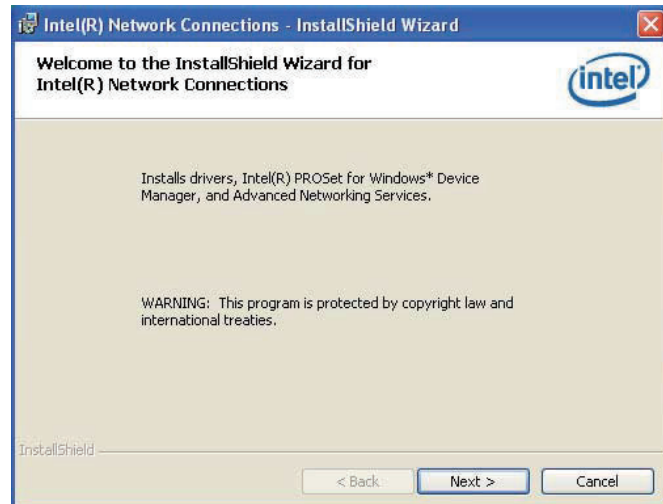 Intel(R) Network Connections - InstallShield Wizard
Welcome to the InstallShield Wizard for
Intel(R) Network Connections
intel
Installs drivers, Intel(R) PROSet for Windows* Device
Manager, and Advanced Networking Services.
WARNING: This program is protected by copyright law and
international treaties.
InstallShield
< Back
Next >
Cancel